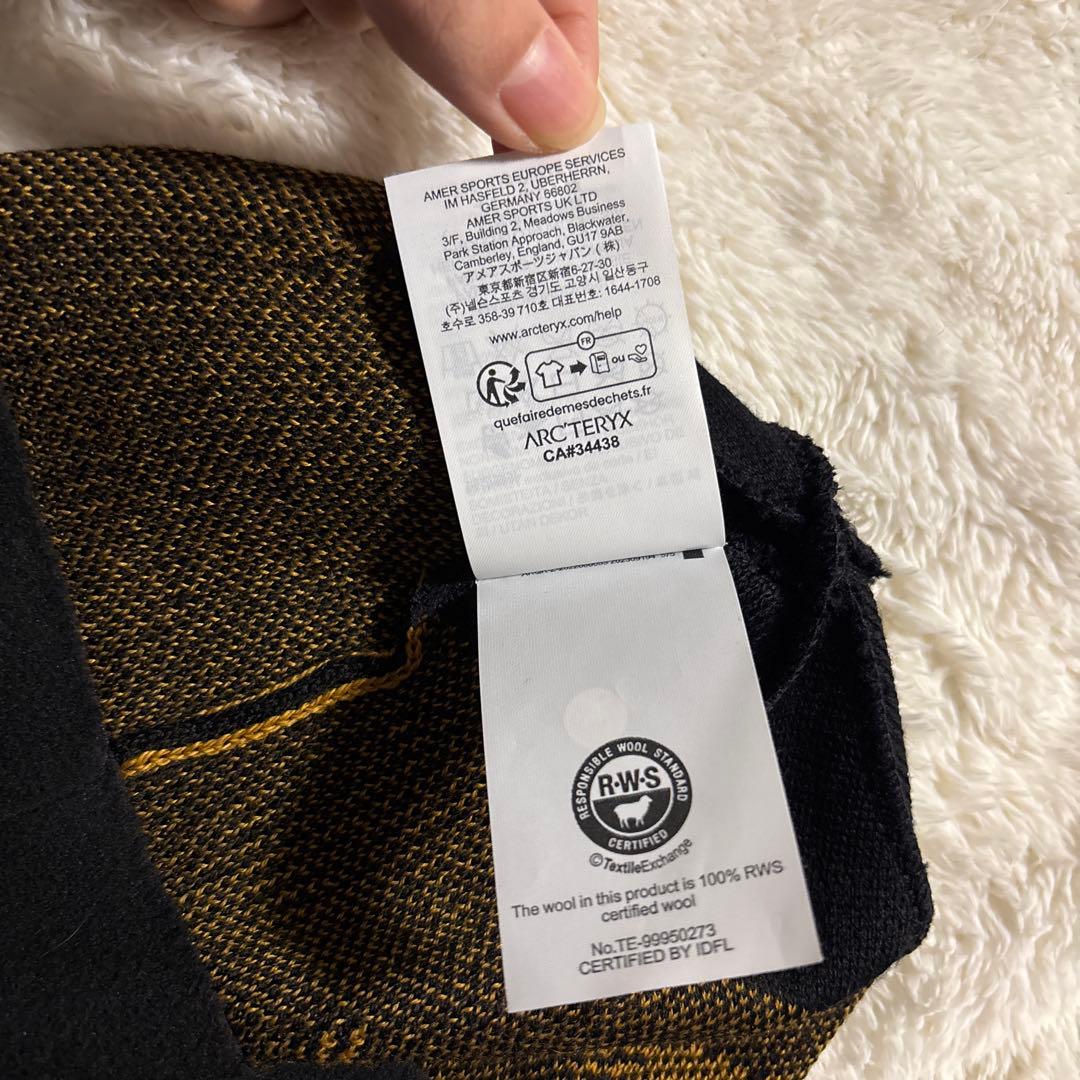 AMER SPORTS EUROPE SERVICES
IM HASFELD 2, UBERHERRN,
GERMANY 66802
AMER SPORTS UK LTD
3/F, Building 2, Meadows Business
Park Station Approach, Blackwater,
Camberley, England, GU17 9AB
アメアスポーツジャパン (株)
東京都新宿区新宿6-27-30
(주)넬슨스포츠 경기도 고양시 일산동구
호수로 358-39 710호 대표번호: 1644-1708
www.arcteryx.com/help
FR
ou
quefairedemesdechets.fr
ARC'TERYX
CA#34438
RESPONSIBLE WOOL STANDARD
R·W·S
CERTIFIED
©TextileExchange
The wool in this product is 100% RWS
certified wool
No.TE-99950273
CERTIFIED BY IDFL